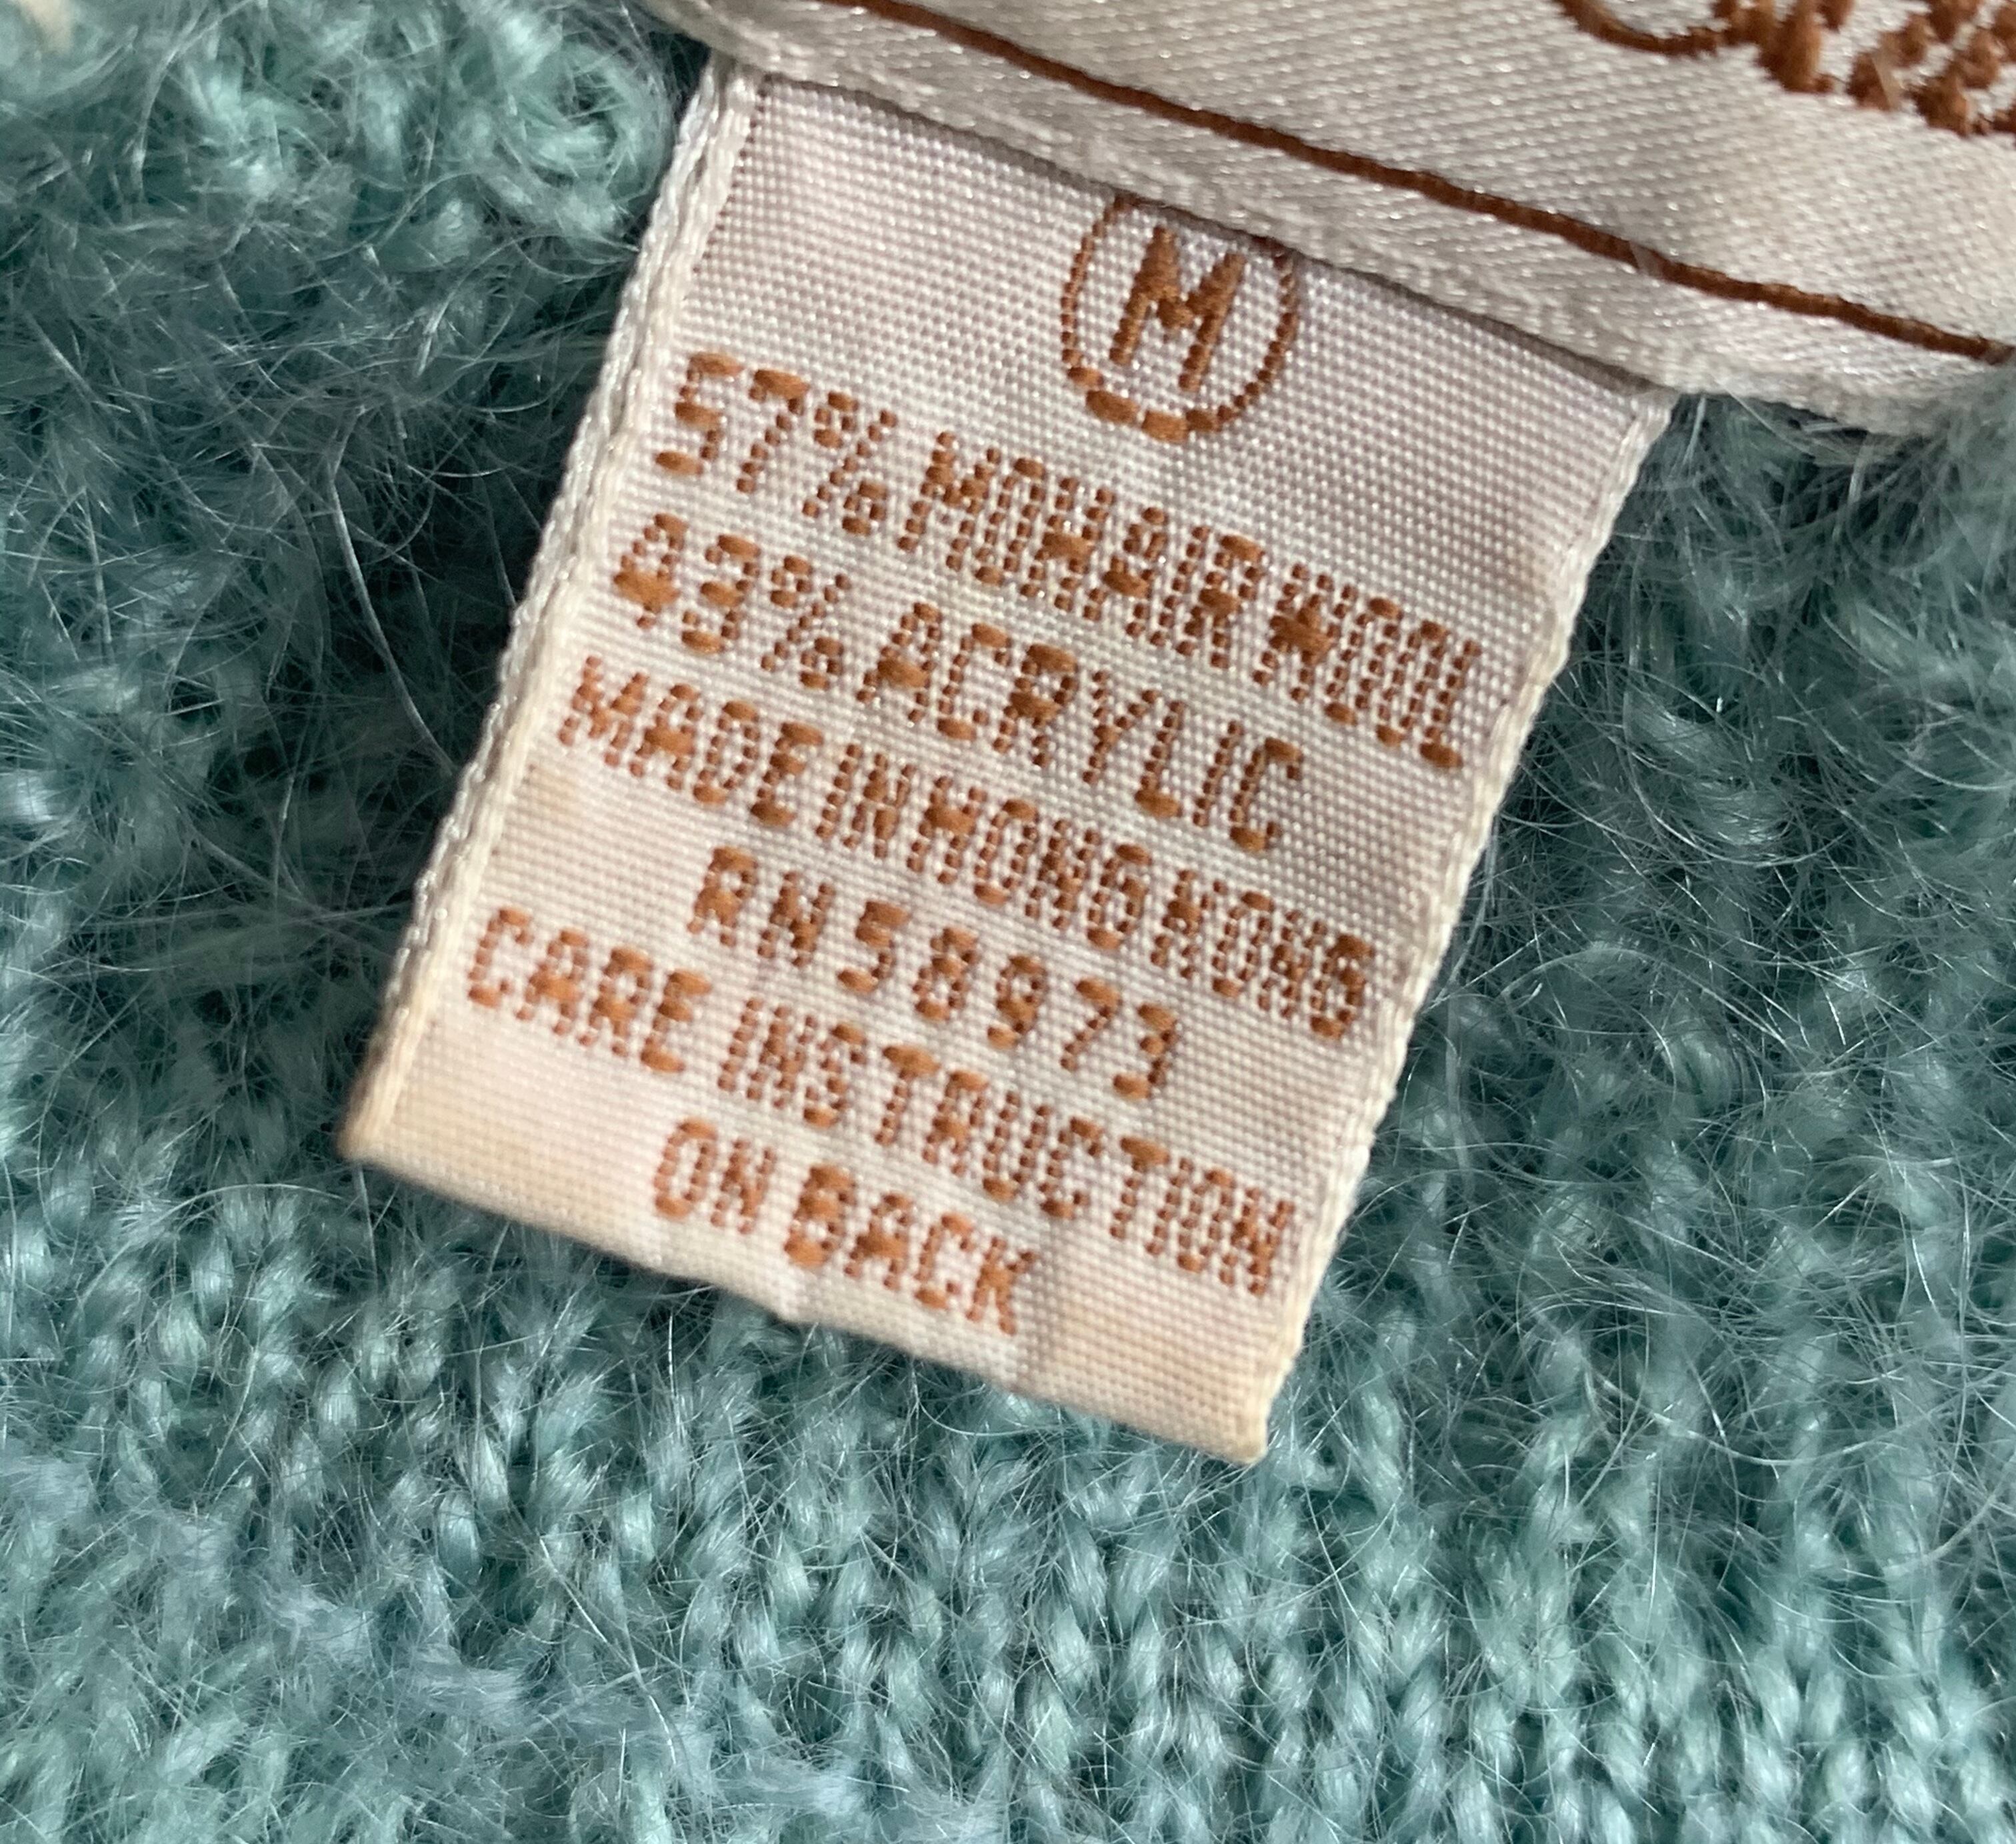 M
57% MOHAIR WOOL
43% ACRYLIC
MADE IN HONG KONG
RN 58973
CARE INSTRUCTION
ON BACK